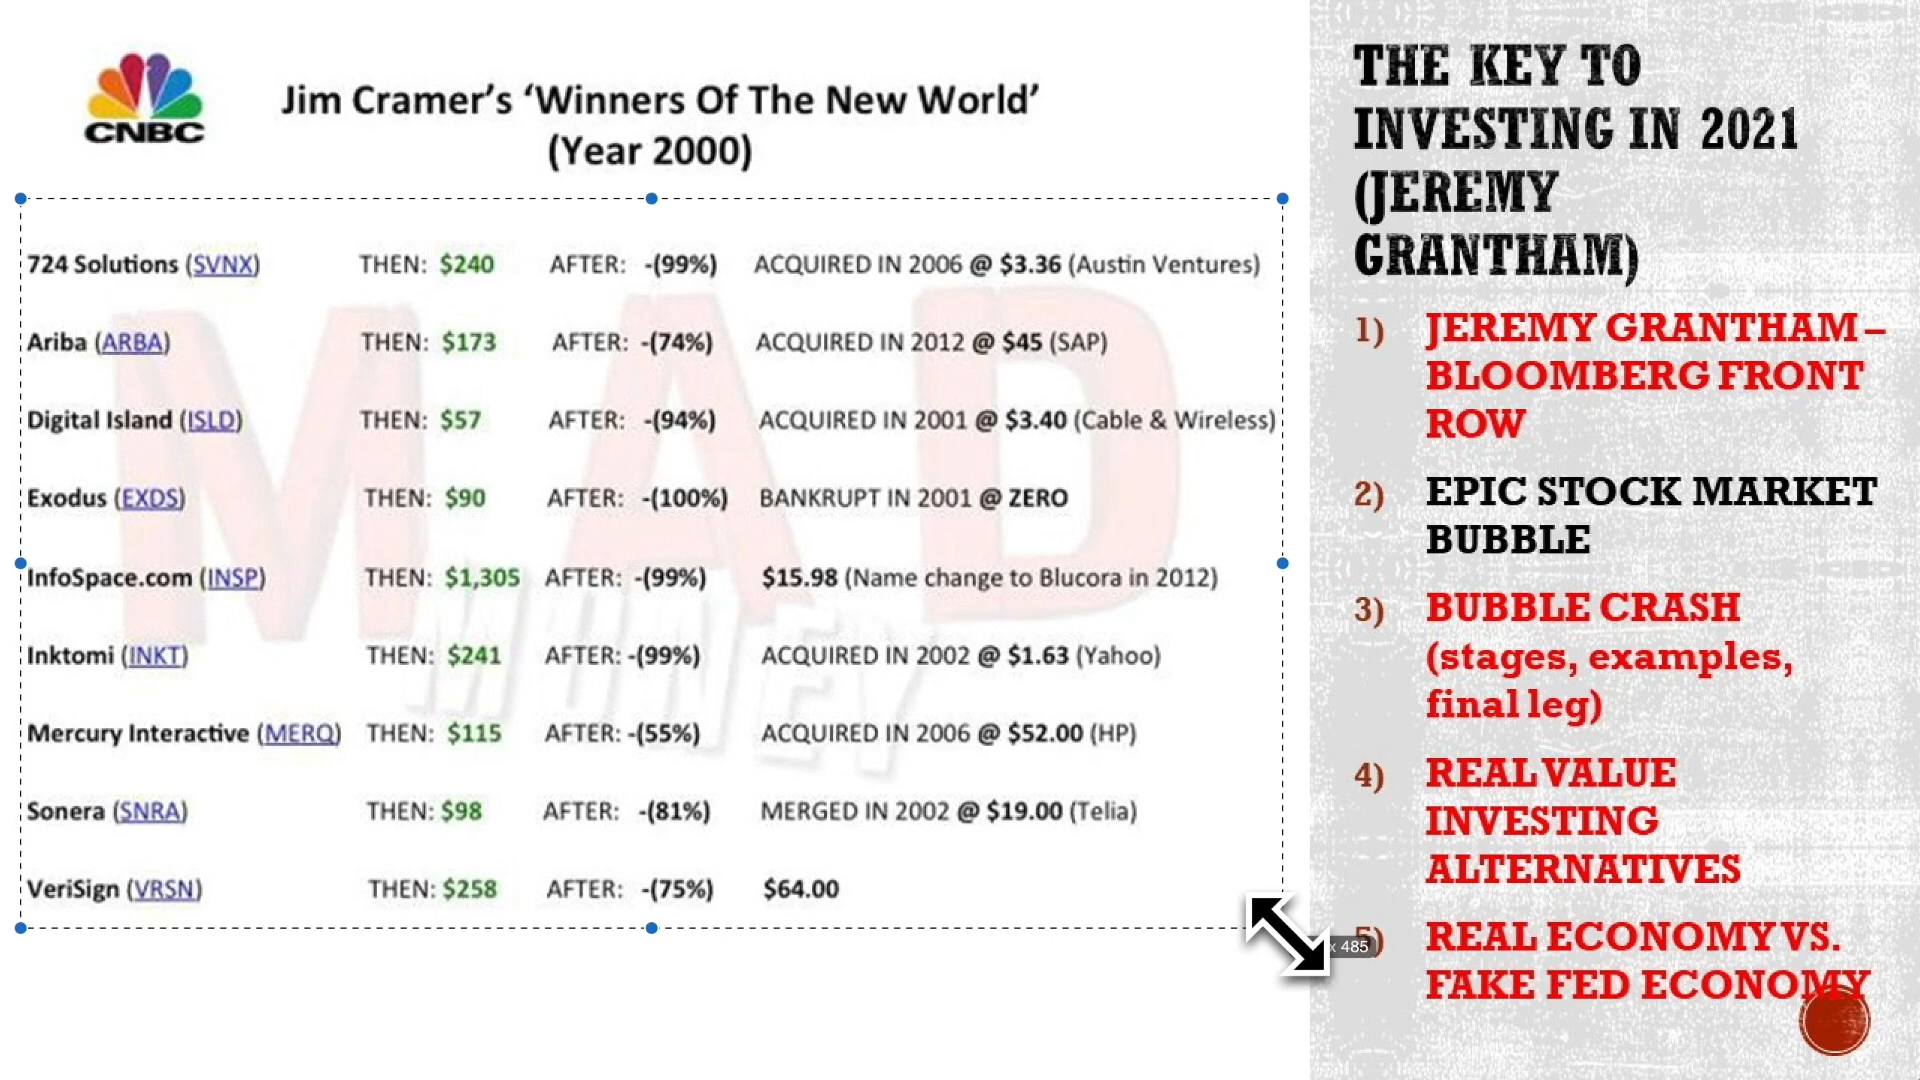 CNBC
Jim Cramer's 'Winners Of The New World'
(Year 2000)
724 Solutions (SVNX) THEN: $240 AFTER: -(99%) ACQUIRED IN 2006 @ $3.36 (Austin Ventures)
Ariba (ARBA) THEN: $173 AFTER: -(74%) ACQUIRED IN 2012 @ $45 (SAP)
Digital Island (ISLD) THEN: $57 AFTER: -(94%) ACQUIRED IN 2001 @ $3.40 (Cable & Wireless)
Exodus (EXDS) THEN: $90 AFTER: -(100%) BANKRUPT IN 2001 @ ZERO
InfoSpace.com (INSP) THEN: $1,305 AFTER: -(99%) $15.98 (Name change to Blucora in 2012)
Inktomi (INKT) THEN: $241 AFTER: -(99%) ACQUIRED IN 2002 @ $1.63 (Yahoo)
Mercury Interactive (MERQ) THEN: $115 AFTER: -(55%) ACQUIRED IN 2006 @ $52.00 (HP)
Sonera (SNRA) THEN: $98 AFTER: -(81%) MERGED IN 2002 @ $19.00 (Telia)
VeriSign (VRSN) THEN: $258 AFTER: -(75%) $64.00
MAD
MONEY
x 485
THE KEY TO
INVESTING IN 2021
(JEREMY
GRANTHAM)
1) JEREMY GRANTHAM –
BLOOMBERG FRONT
ROW
2) EPIC STOCK MARKET
BUBBLE
3) BUBBLE CRASH
(stages, examples,
final leg)
4) REAL VALUE
INVESTING
ALTERNATIVES
5) REAL ECONOMY VS.
FAKE FED ECONOMY